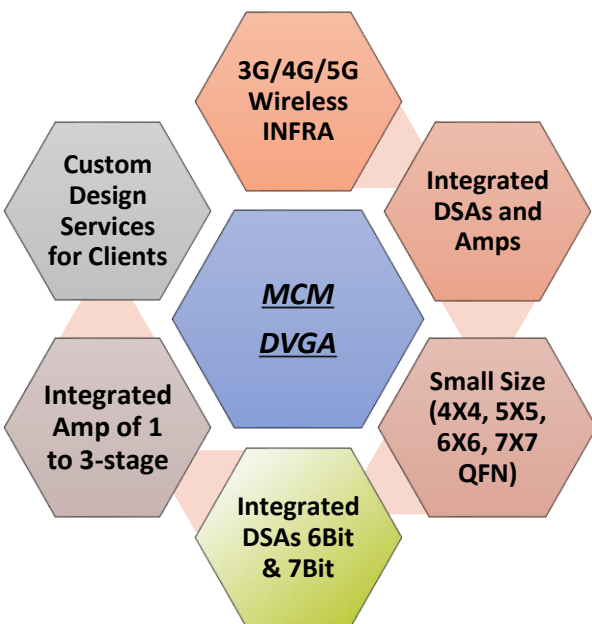 3G/4G/5G
Wireless
INFRA
Integrated
DSAs and
Amps
Small Size
(4X4, 5X5,
6X6, 7X7
QFN)
Integrated
DSAs 6Bit
& 7Bit
Integrated
Amp of 1
to 3-stage
Custom
Design
Services
for Clients
MCM
DVGA